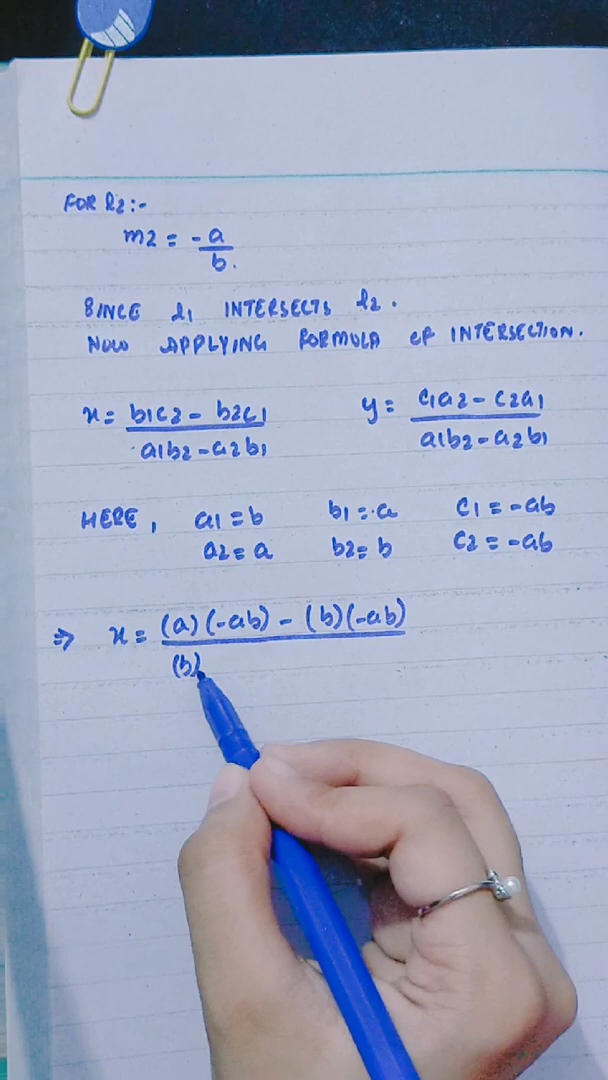 FOR l2:-
m2 = -a/b.
SINCE l1 INTERSECTS l2.
NOW APPLYING FORMULA OF INTERSECTION.
x = b1c2 - b2c1 / a1b2 - a2b1 y = c1a2 - c2a1 / a1b2 - a2b1
HERE, a1 = b b1 = a c1 = -ab
a2 = a b2 = b c2 = -ab
⇒ x = (a)(-ab) - (b)(-ab) / (b)